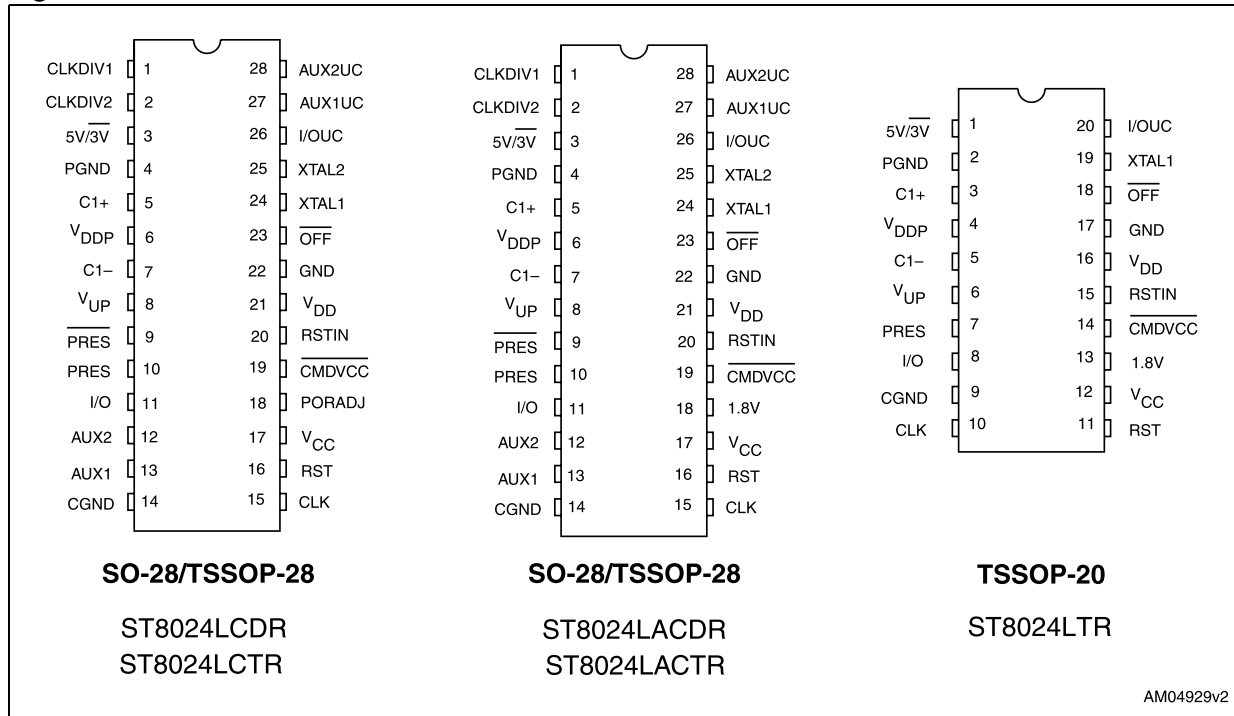 CLKDIV1 1 28 AUX2UC
CLKDIV2 2 27 AUX1UC
5V/3V 3 26 I/OUC
PGND 4 25 XTAL2
C1+ 5 24 XTAL1
VDDP 6 23 OFF
C1– 7 22 GND
VUP 8 21 VDD
PRES 9 20 RSTIN
PRES 10 19 CMDVCC
I/O 11 18 PORADJ
AUX2 12 17 VCC
AUX1 13 16 RST
CGND 14 15 CLK
SO-28/TSSOP-28
ST8024LCDR
ST8024LCTR
CLKDIV1 1 28 AUX2UC
CLKDIV2 2 27 AUX1UC
5V/3V 3 26 I/OUC
PGND 4 25 XTAL2
C1+ 5 24 XTAL1
VDDP 6 23 OFF
C1– 7 22 GND
VUP 8 21 VDD
PRES 9 20 RSTIN
PRES 10 19 CMDVCC
I/O 11 18 1.8V
AUX2 12 17 VCC
AUX1 13 16 RST
CGND 14 15 CLK
SO-28/TSSOP-28
ST8024LACDR
ST8024LACTR
5V/3V 1 20 I/OUC
PGND 2 19 XTAL1
C1+ 3 18 OFF
VDDP 4 17 GND
C1– 5 16 VDD
VUP 6 15 RSTIN
PRES 7 14 CMDVCC
I/O 8 13 1.8V
CGND 9 12 VCC
CLK 10 11 RST
TSSOP-20
ST8024LTR
AM04929v2